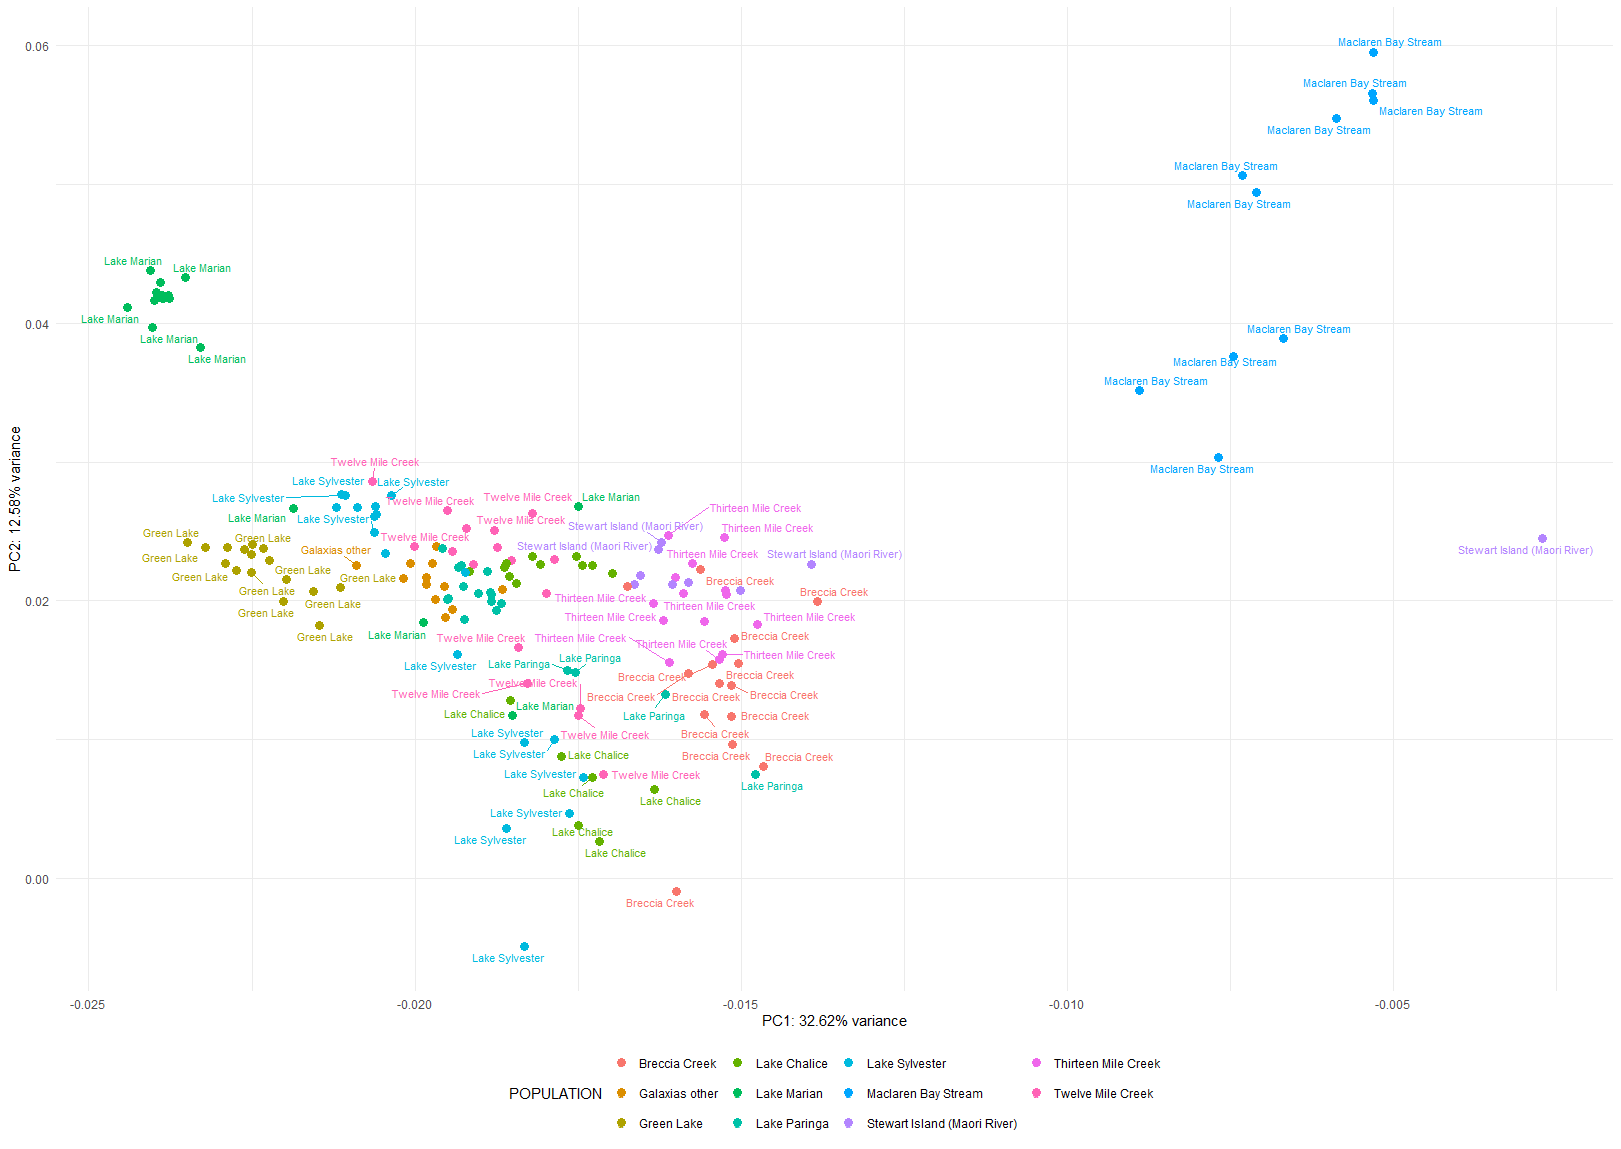 0.06
Maclaren Bay Stream
Maclaren Bay Stream
Maclaren Bay Stream
Maclaren Bay Stream
Maclaren Bay Stream
Maclaren Bay Stream
Lake Marian
Lake Marian
Lake Marian
0.04
Maclaren Bay Stream
Lake Marian
Lake Marian
Maclaren Bay Stream
Maclaren Bay Stream
PC2: 12.58% variance
Twelve Mile Creek
Maclaren Bay Stream
Lake Sylvester
Lake Sylvester
Lake Sylvester
Twelve Mile Creek
Twelve Mile Creek
Lake Marian
Thirteen Mile Creek
Lake Marian
Lake Sylvester
Twelve Mile Creek
Stewart Island (Maori River)
Thirteen Mile Creek
Green Lake
Twelve Mile Creek
Stewart Island (Maori River)
Galaxias other
Thirteen Mile Creek
Stewart Island (Maori River)
Stewart Island (Maori River)
Green Lake
Green Lake
Green Lake
Green Lake
Breccia Creek
Green Lake
Breccia Creek
0.02
Thirteen Mile Creek
Green Lake
Thirteen Mile Creek
Green Lake
Thirteen Mile Creek
Thirteen Mile Creek
Green Lake
Lake Marian
Twelve Mile Creek
Thirteen Mile Creek
Breccia Creek
Thirteen Mile Creek
Thirteen Mile Creek
Lake Sylvester
Lake Paringa
Lake Paringa
Breccia Creek
Breccia Creek
Twelve Mile Creek
Twelve Mile Creek
Breccia Creek
Breccia Creek
Breccia Creek
Lake Chalice
Lake Marian
Lake Paringa
Breccia Creek
Lake Sylvester
Twelve Mile Creek
Breccia Creek
Lake Sylvester
Lake Chalice
Breccia Creek
Breccia Creek
Lake Sylvester
Twelve Mile Creek
Lake Paringa
Lake Chalice
Lake Chalice
Lake Sylvester
Lake Sylvester
Lake Chalice
Lake Chalice
0.00
Breccia Creek
Lake Sylvester
-0.025
-0.020
-0.015
-0.010
-0.005
PC1: 32.62% variance
POPULATION
Breccia Creek
Galaxias other
Green Lake
Lake Chalice
Lake Marian
Lake Paringa
Lake Sylvester
Maclaren Bay Stream
Stewart Island (Maori River)
Thirteen Mile Creek
Twelve Mile Creek